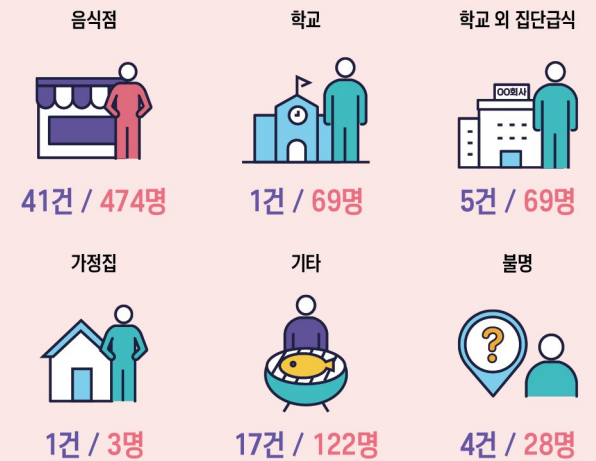 음식점
학교
학교 외 집단급식
OO회사
41건 / 474명
1건 / 69명
5건 / 69명
가정집
기타
불명
?
1건 / 3명
17건 / 122명
4건 / 28명